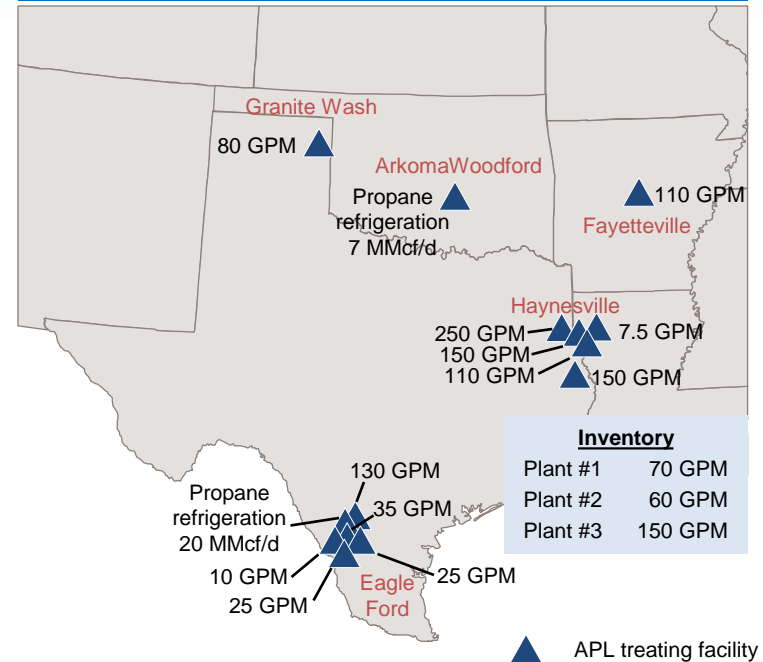 Granite Wash
80 GPM
ArkomaWoodford
Propane
refrigeration
7 MMcf/d
110 GPM
Fayetteville
Haynesville
250 GPM
7.5 GPM
150 GPM
110 GPM
150 GPM
Inventory
Plant #1 70 GPM
Plant #2 60 GPM
Plant #3 150 GPM
130 GPM
Propane
refrigeration
20 MMcf/d
35 GPM
10 GPM
25 GPM
25 GPM
Eagle
Ford
APL treating facility